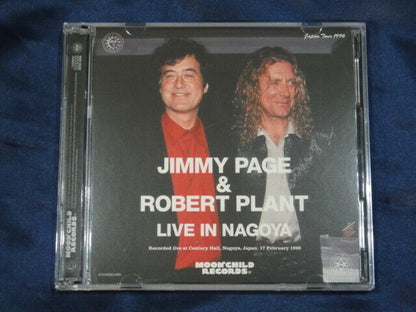 Japan Tour 1996
JIMMY PAGE
&
ROBERT PLANT
LIVE IN NAGOYA
Recorded live at Century Hall, Nagoya, Japan. 17 February 1996
MOONCHILD
RECORDS
MOONCHILD
RECORDS
SOUNDBOARD